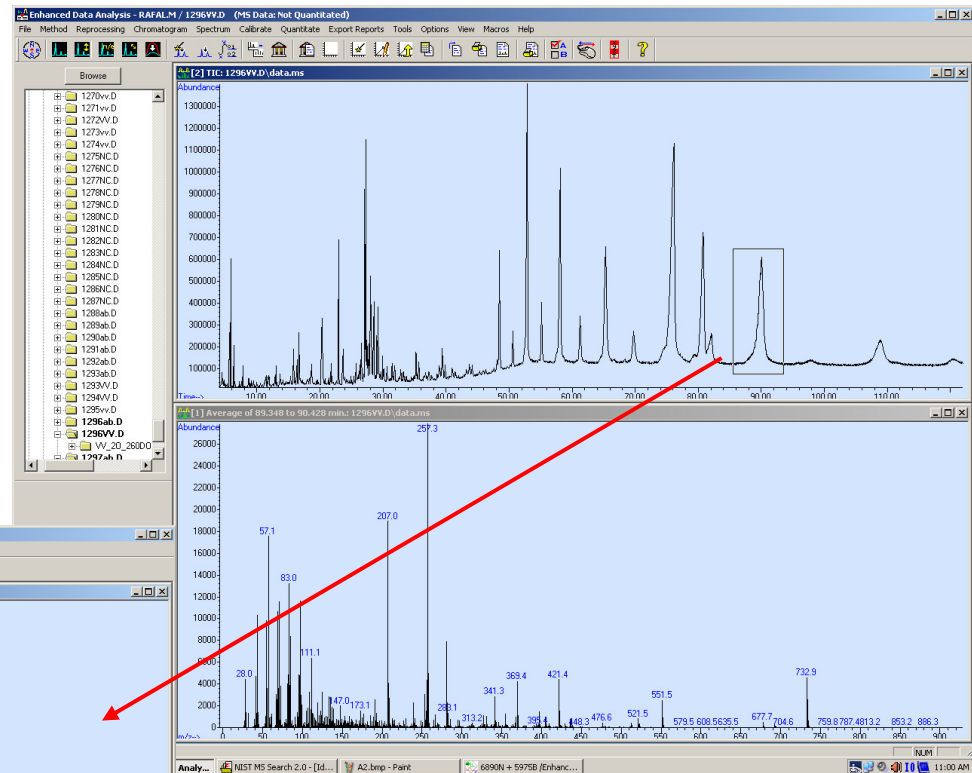 Enhanced Data Analysis - RAFAL.M / 1296VV.D (MS Data: Not Quantitated)
File Method Reprocessing Chromatogram Spectrum Calibrate Quantitate Export Reports Tools Options View Macros Help
Browse
1270vv.D
1271vv.D
1272VV.D
1273vv.D
1274vv.D
1275NC.D
1276NC.D
1277NC.D
1278NC.D
1279NC.D
1280NC.D
1281NC.D
1282NC.D
1283NC.D
1284NC.D
1285NC.D
1286NC.D
1287NC.D
1288ab.D
1289ab.D
1290ab.D
1291ab.D
1292ab.D
1293ab.D
1293VV.D
1294VV.D
1295vv.D
1296ab.D
1296VV.D
VV_20_260DO
1297ab.D
[2] TIC: 1296VV.D\data.ms
Abundance
1300000
1200000
1100000
1000000
900000
800000
700000
600000
500000
400000
300000
200000
100000
Time-->
10.00 20.00 30.00 40.00 50.00 60.00 70.00 80.00 90.00 100.00 110.00
[1] Average of 89.348 to 90.428 min.: 1296VV.D\data.ms
Abundance
26000
24000
22000
20000
18000
16000
14000
12000
10000
8000
6000
4000
2000
0
257.3
207.0
57.1
83.0
111.1
28.0
147.0
173.1
283.1
313.2
341.3
369.4
395.4
421.4
448.3
476.6
521.5
551.5
579.5
608.5
635.5
677.7
704.6
732.9
759.8
787.4
813.2
853.2
886.3
m/z-->
0 50 100 150 200 250 300 350 400 450 500 550 600 650 700 750 800 850 900
NUM
Analy... NIST MS Search 2.0 - [Id... A2.bmp - Paint 6890N + 5975B /Enhanc... 11:00 AM